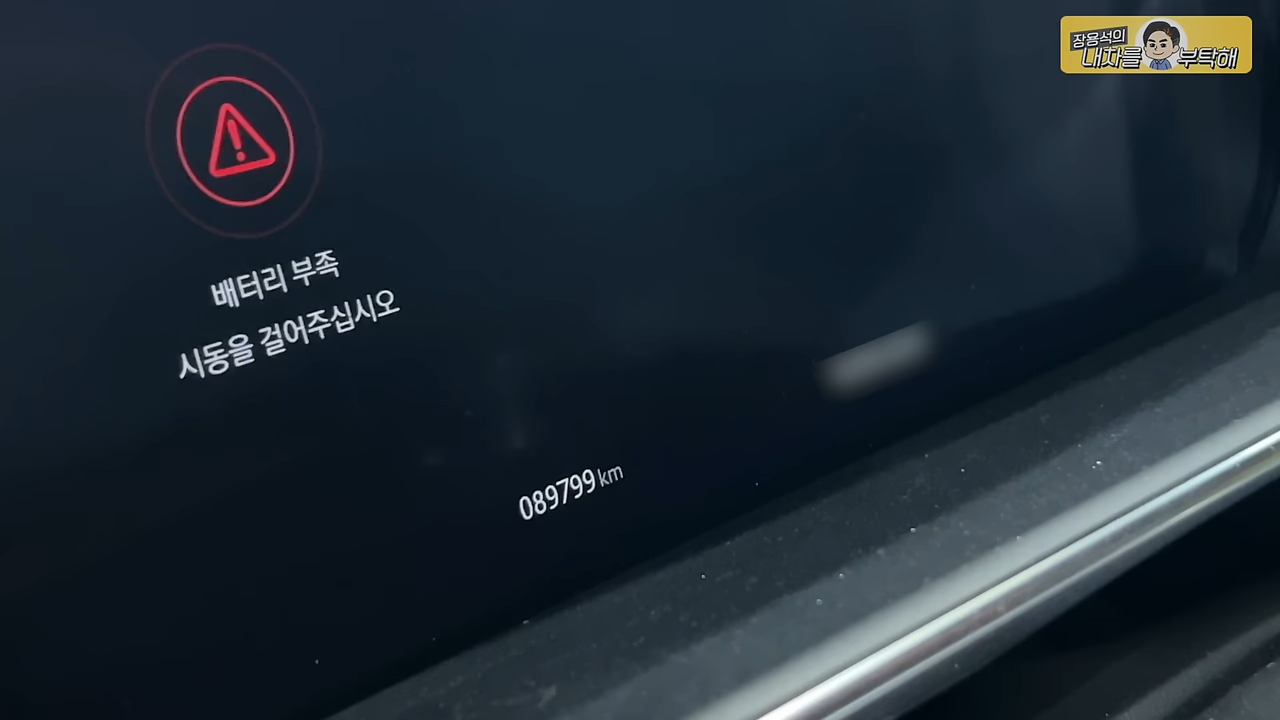 장용석의
내차를 부탁해
배터리 부족
시동을 걸어주십시오
089799 km